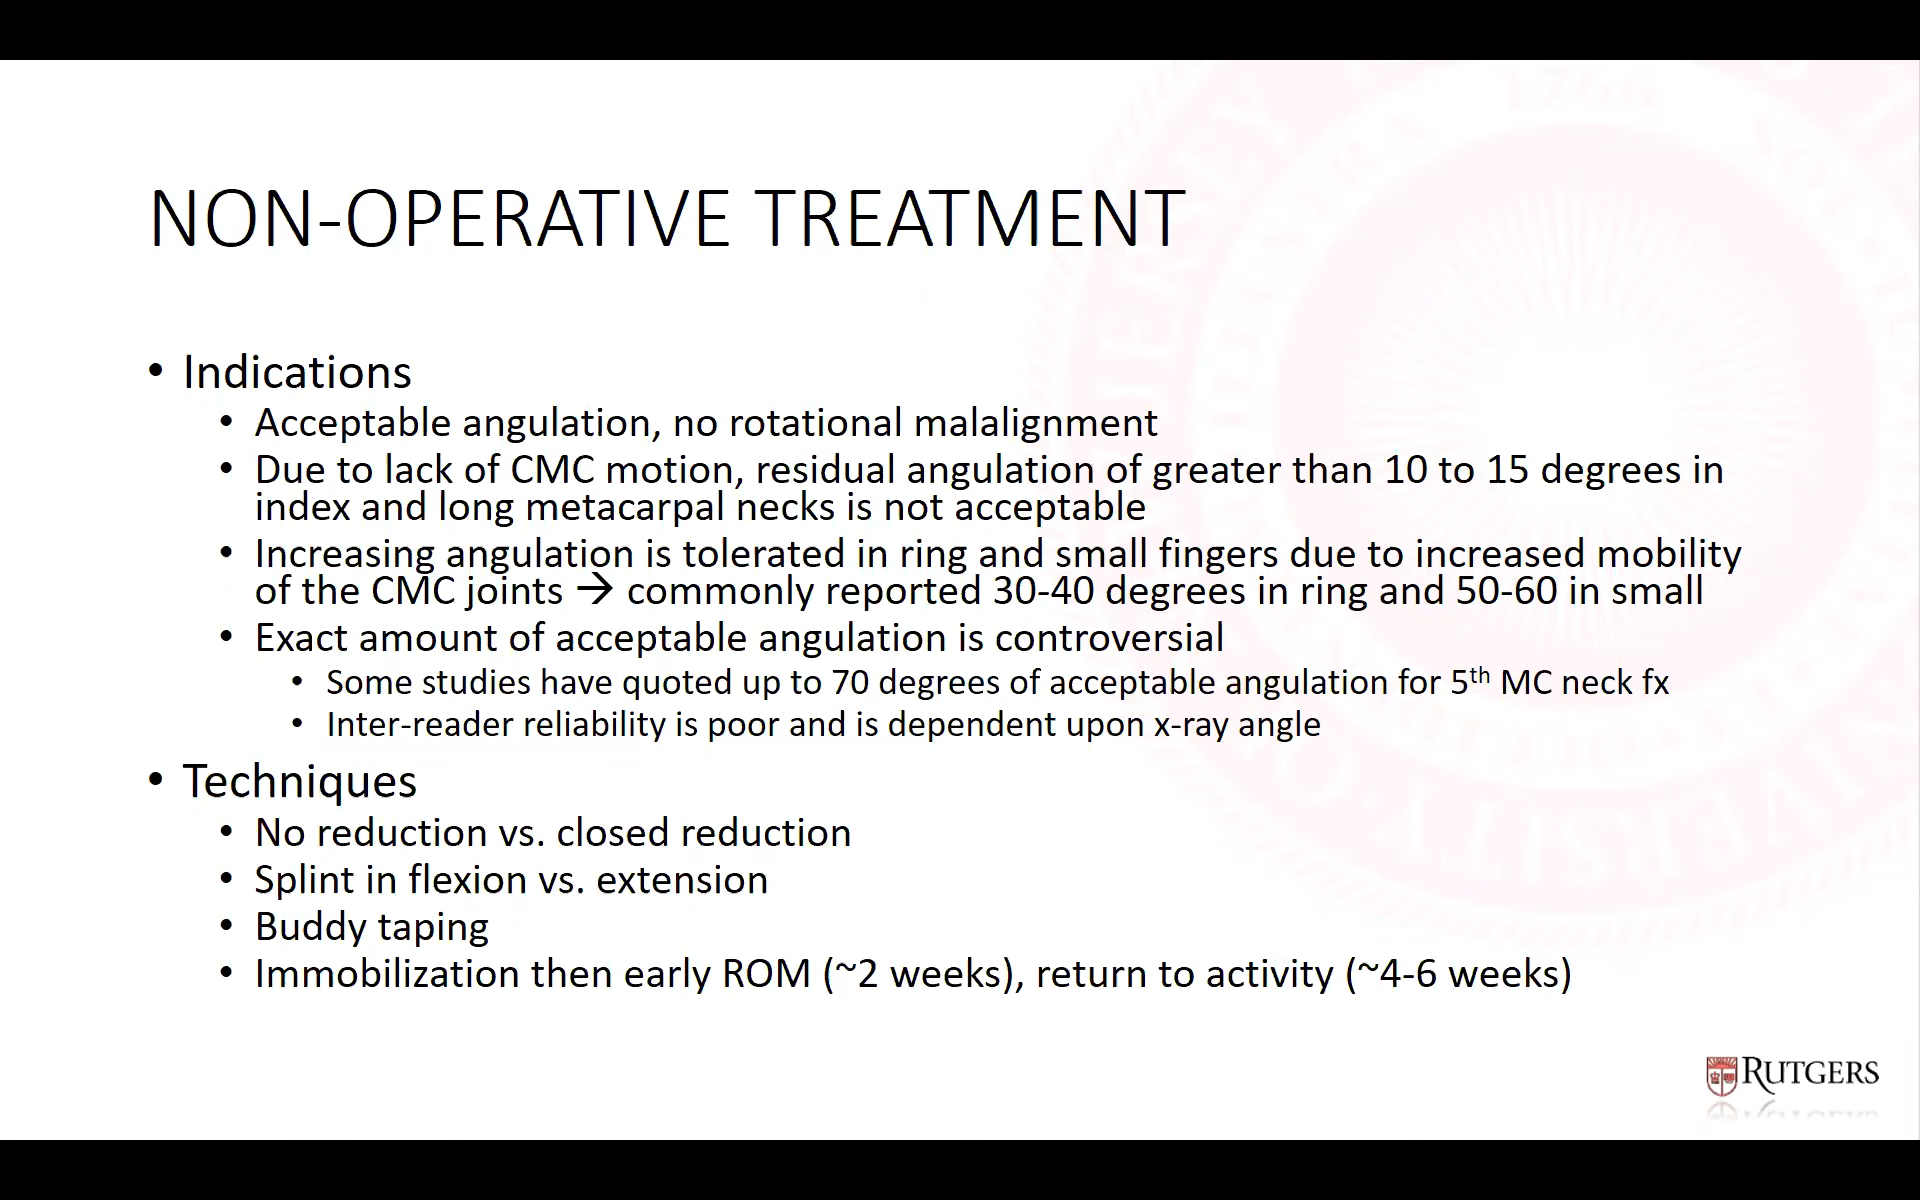 NON-OPERATIVE TREATMENT
• Indications
• Acceptable angulation, no rotational malalignment
• Due to lack of CMC motion, residual angulation of greater than 10 to 15 degrees in
index and long metacarpal necks is not acceptable
• Increasing angulation is tolerated in ring and small fingers due to increased mobility
of the CMC joints → commonly reported 30-40 degrees in ring and 50-60 in small
• Exact amount of acceptable angulation is controversial
• Some studies have quoted up to 70 degrees of acceptable angulation for 5th MC neck fx
• Inter-reader reliability is poor and is dependent upon x-ray angle
• Techniques
• No reduction vs. closed reduction
• Splint in flexion vs. extension
• Buddy taping
• Immobilization then early ROM (~2 weeks), return to activity (~4-6 weeks)
RUTGERS
1766